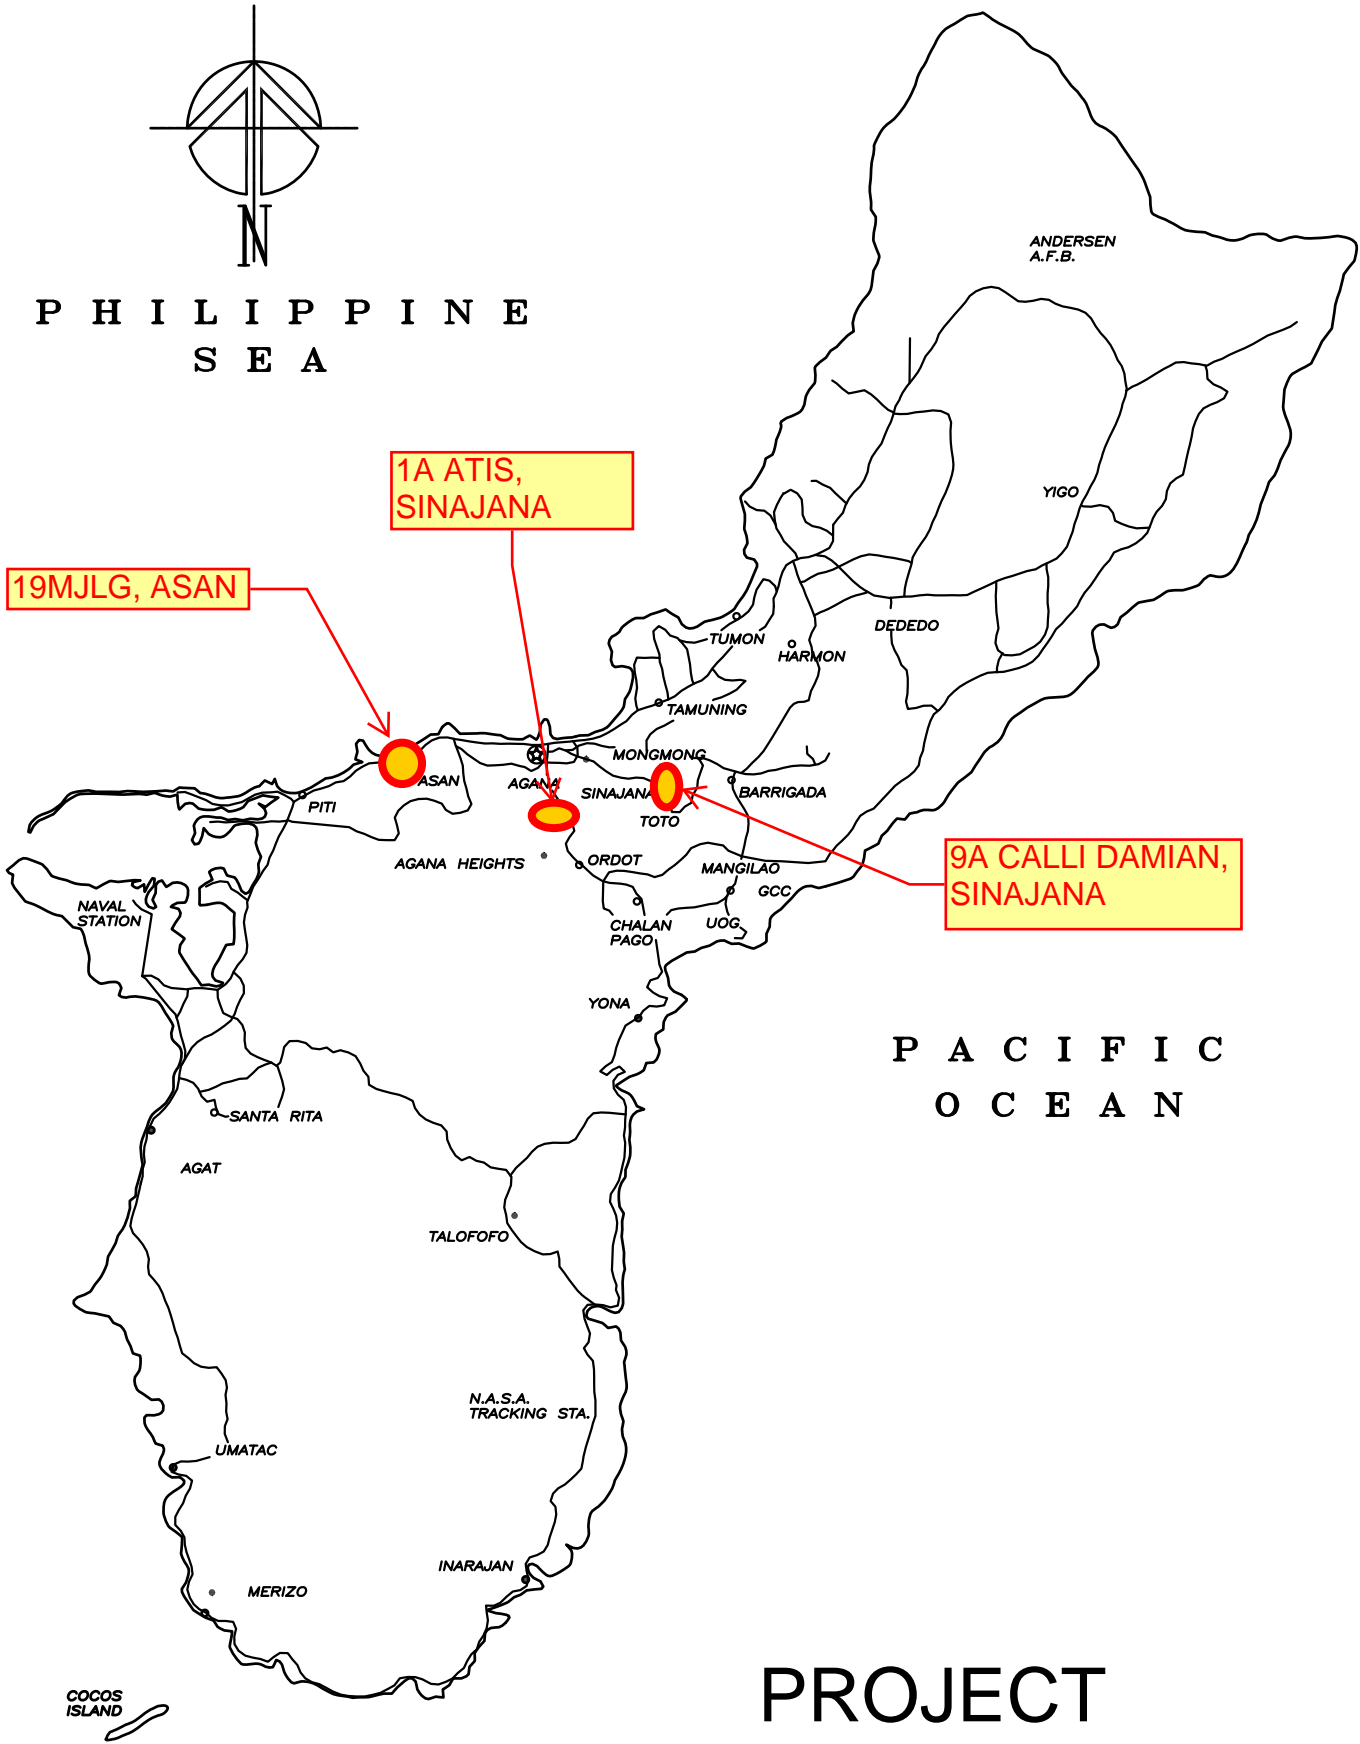 N
PHILIPPINE
SEA
ANDERSEN
A.F.B.
1A ATIS,
SINAJANA
YIGO
19MJLG, ASAN
DEDEDO
TUMON
HARMON
TAMUNING
MONGMONG
ASAN
AGANA
SINAJANA
BARRIGADA
PITI
TOTO
AGANA HEIGHTS
ORDOT
MANGILAO
GCC
9A CALLI DAMIAN,
SINAJANA
NAVAL
STATION
CHALAN
PAGO
UOG
YONA
PACIFIC
OCEAN
SANTA RITA
AGAT
TALOFOFO
N.A.S.A.
TRACKING STA.
UMATAC
INARAJAN
MERIZO
COCOS
ISLAND
PROJECT